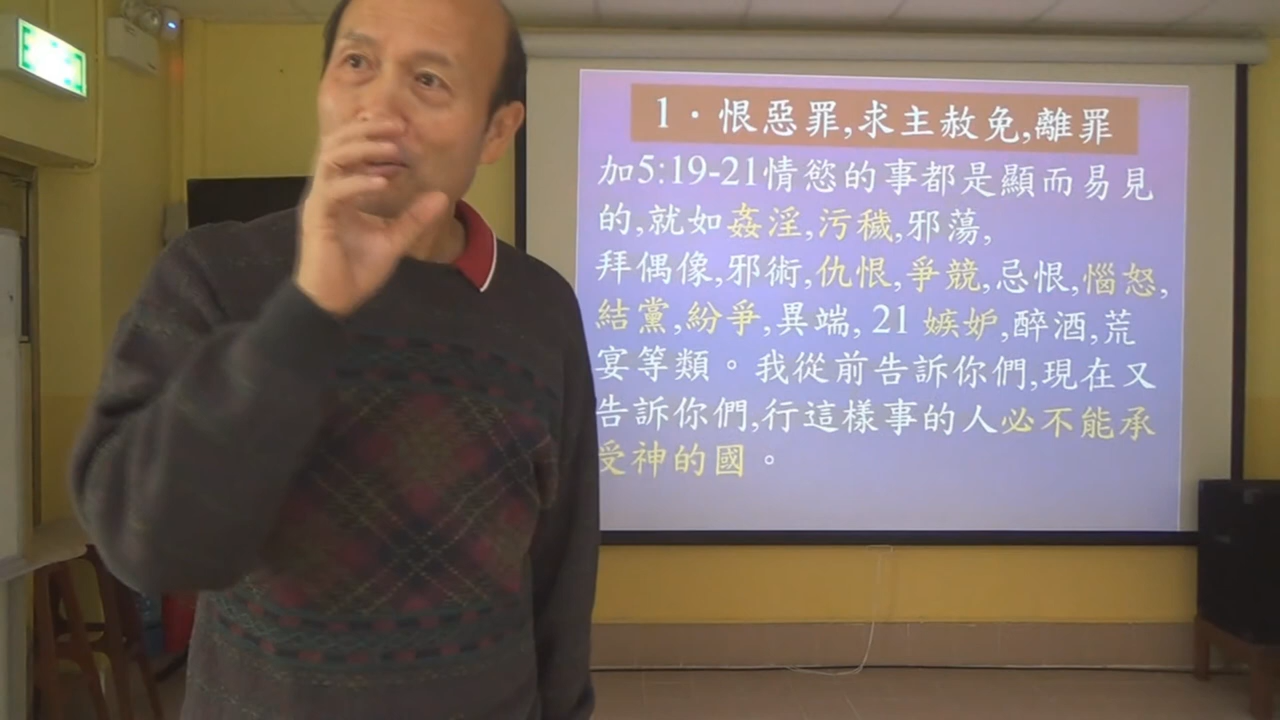 1．恨惡罪,求主赦免,離罪
加5:19-21情慾的事都是顯而易見
的,就如姦淫,污穢,邪蕩,
拜偶像,邪術,仇恨,爭競,忌恨,惱怒,
結黨,紛爭,異端, 21 嫉妒,醉酒,荒
宴等類。我從前告訴你們,現在又
告訴你們,行這樣事的人必不能承
受神的國。